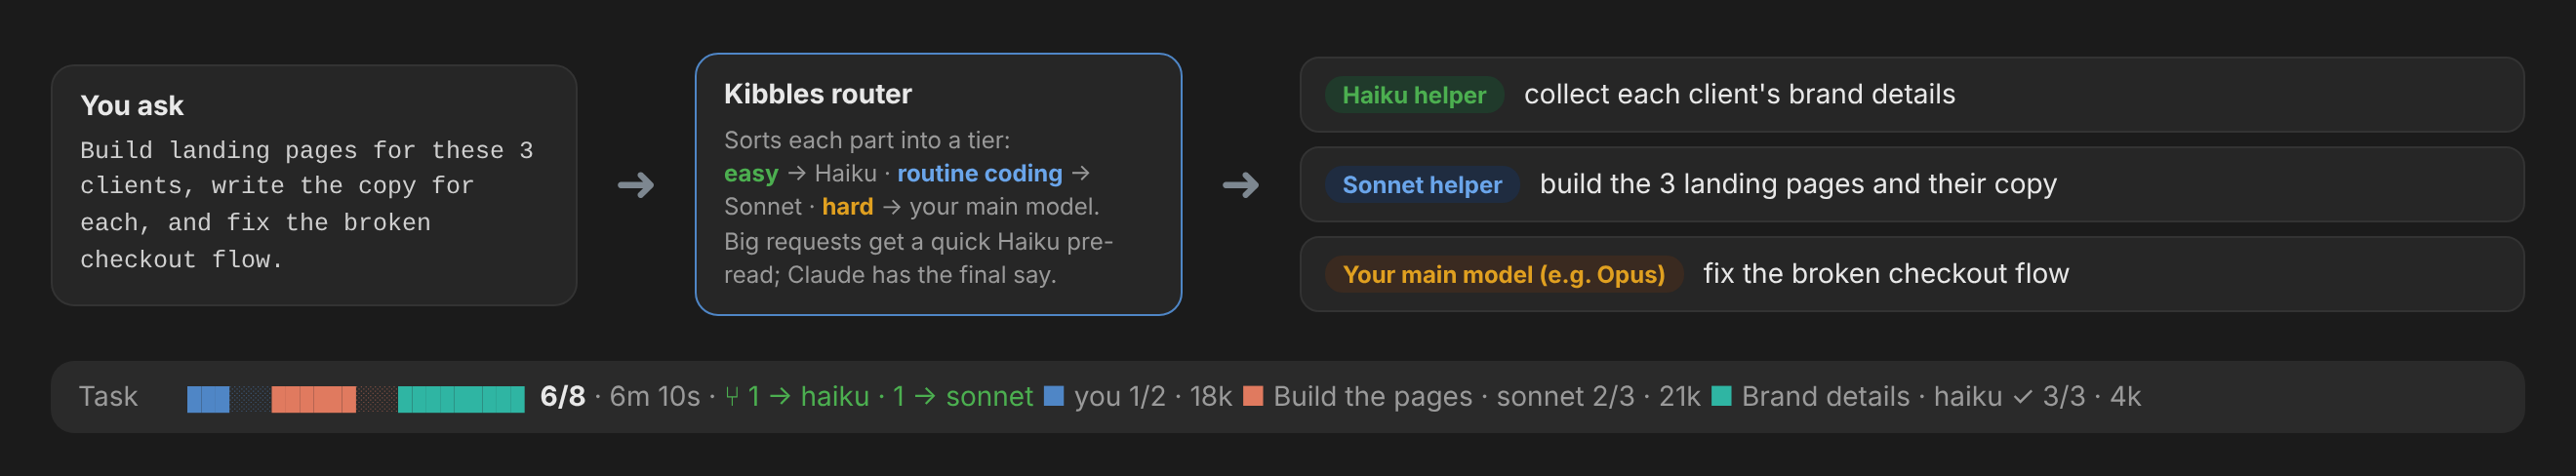 You ask
Build landing pages for these 3
clients, write the copy for
each, and fix the broken
checkout flow.
➜
Kibbles router
Sorts each part into a tier:
easy → Haiku · routine coding →
Sonnet · hard → your main model.
Big requests get a quick Haiku pre-
read; Claude has the final say.
➜
Haiku helper collect each client's brand details
Sonnet helper build the 3 landing pages and their copy
Your main model (e.g. Opus) fix the broken checkout flow
Task ███░░░██████░░░█████████ 6/8 · 6m 10s · ⑂ 1 → haiku · 1 → sonnet ■ you 1/2 · 18k ■ Build the pages · sonnet 2/3 · 21k ■ Brand details · haiku ✓ 3/3 · 4k